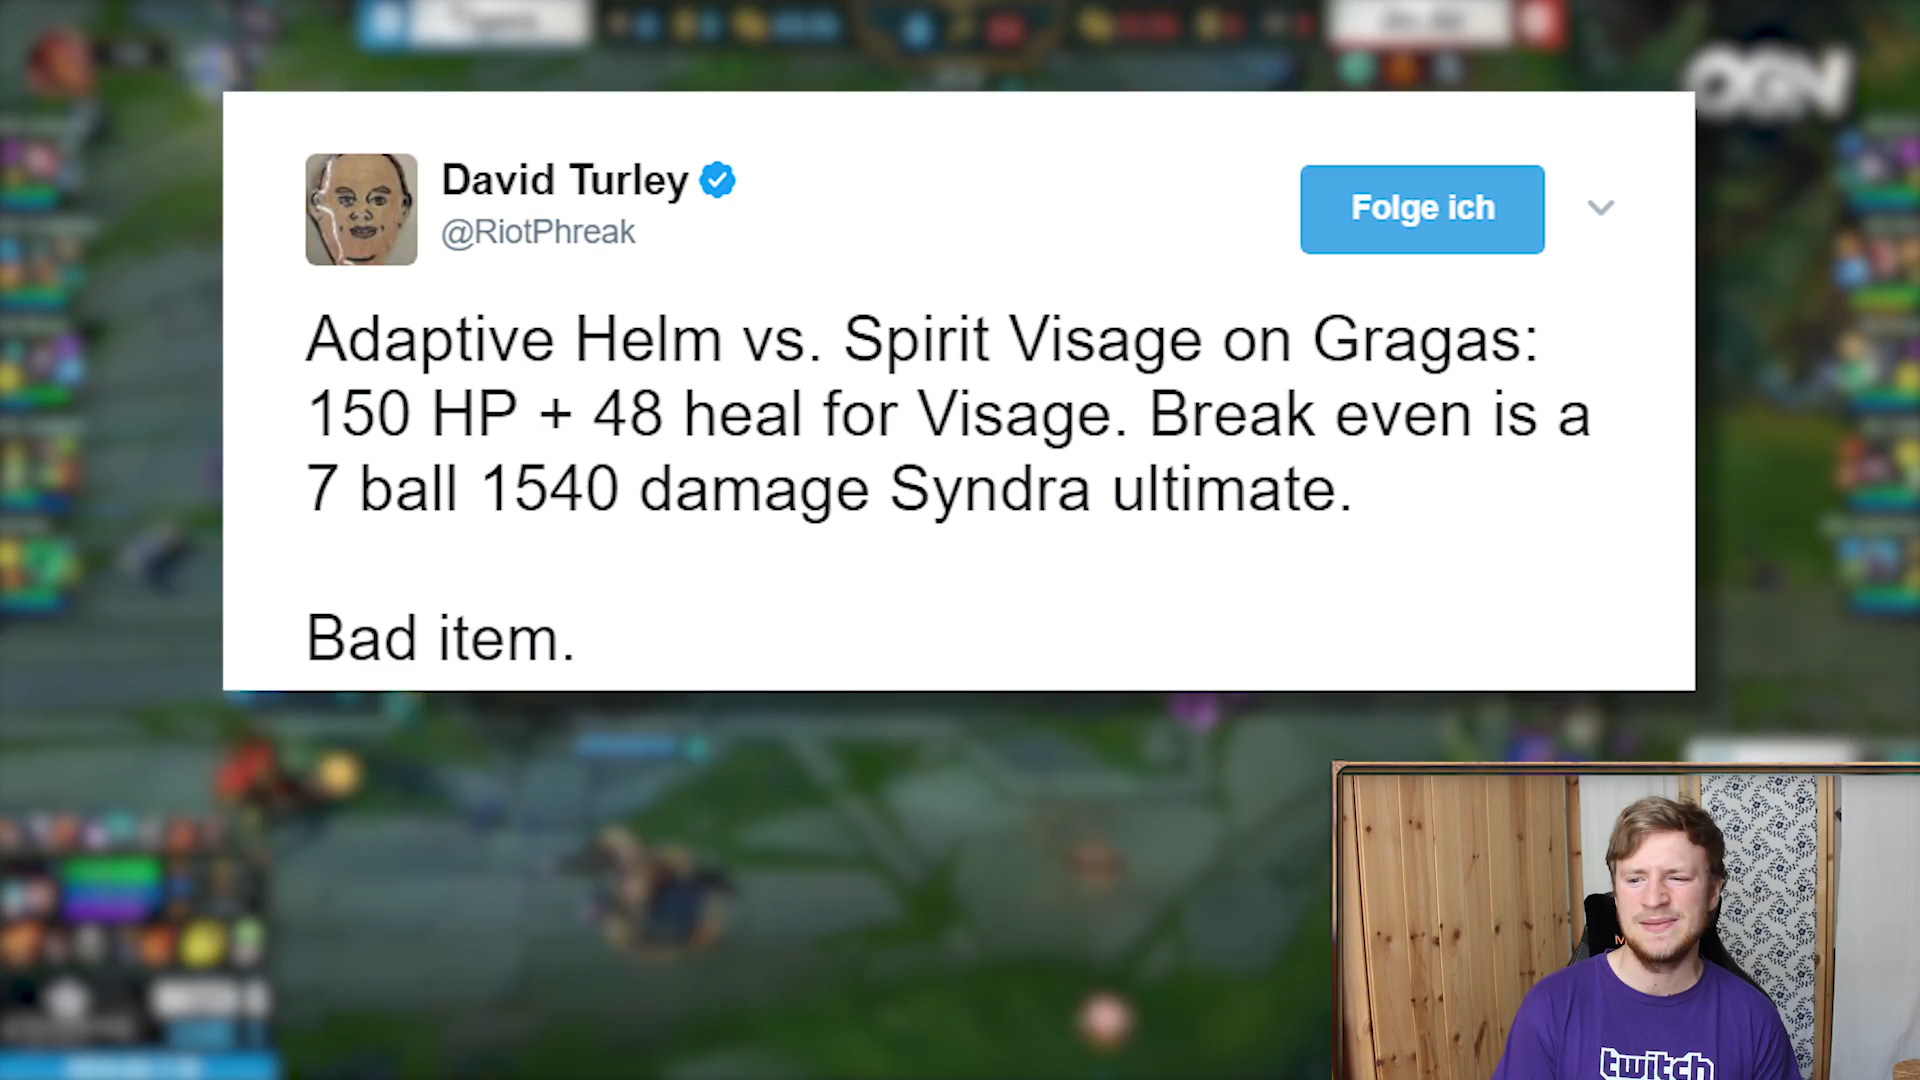 OGN
David Turley
@RiotPhreak
Folge ich
Adaptive Helm vs. Spirit Visage on Gragas:
150 HP + 48 heal for Visage. Break even is a
7 ball 1540 damage Syndra ultimate.
Bad item.
twitch